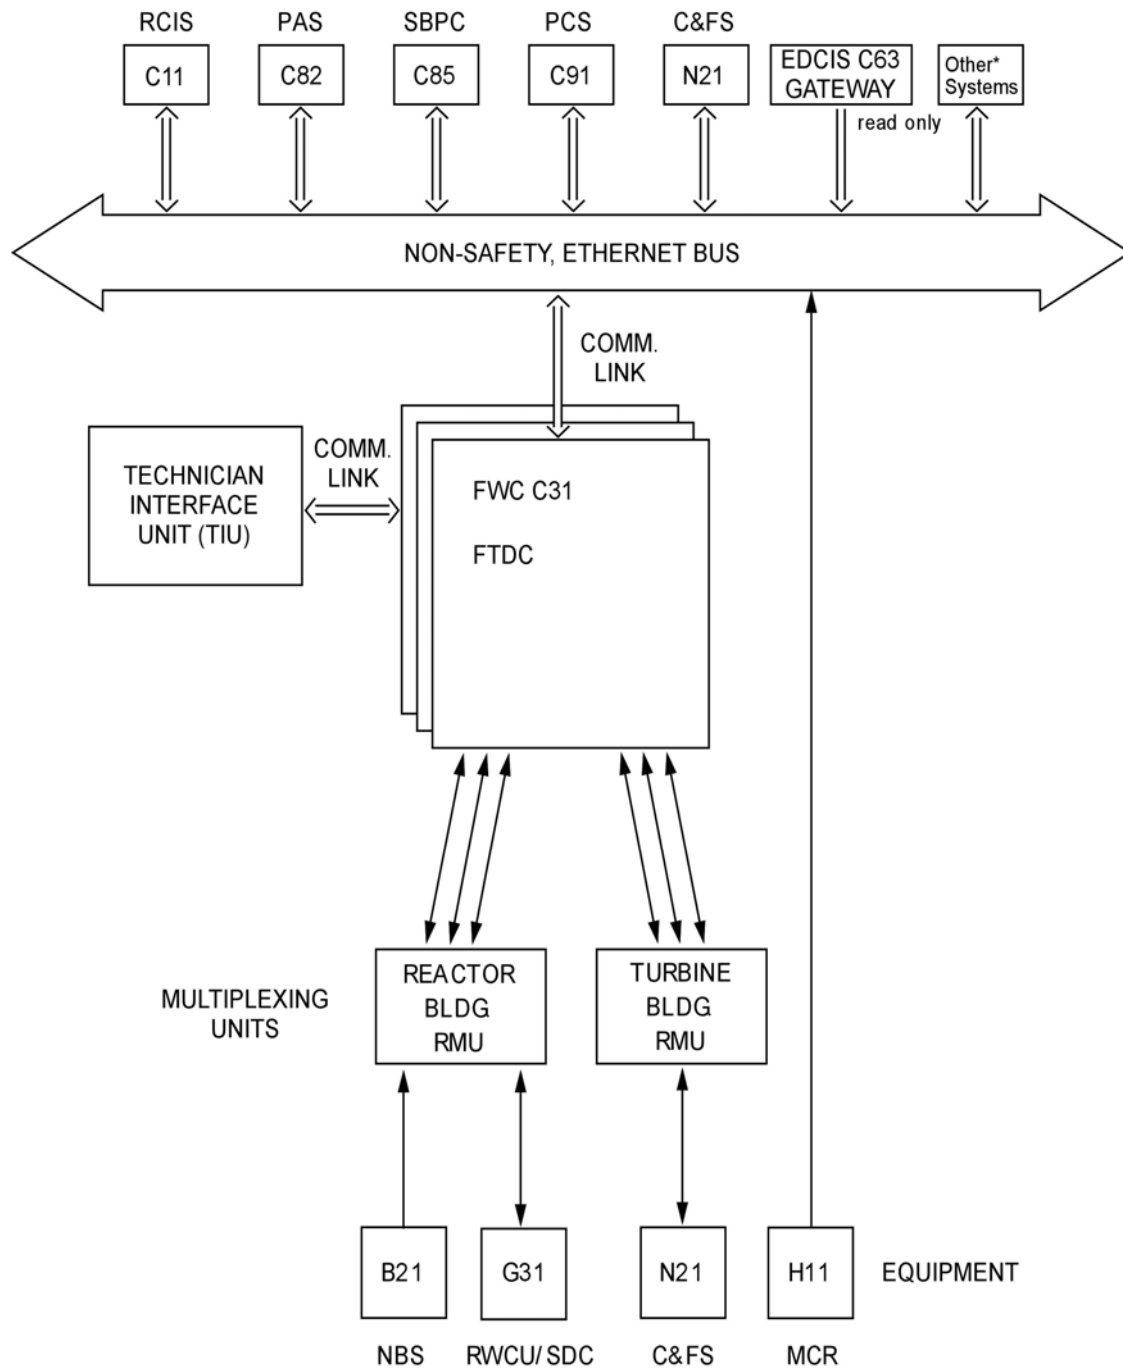 RCIS
PAS
SBPC
PCS
C&FS
C11
C82
C85
C91
N21
EDCIS C63
GATEWAY
Other*
Systems
read only
NON-SAFETY, ETHERNET BUS
COMM.
LINK
TECHNICIAN
INTERFACE
UNIT (TIU)
COMM.
LINK
FWC C31
FTDC
MULTIPLEXING
UNITS
REACTOR
BLDG
RMU
TURBINE
BLDG
RMU
B21
G31
N21
H11
EQUIPMENT
NBS
RWCU/ SDC
C&FS
MCR